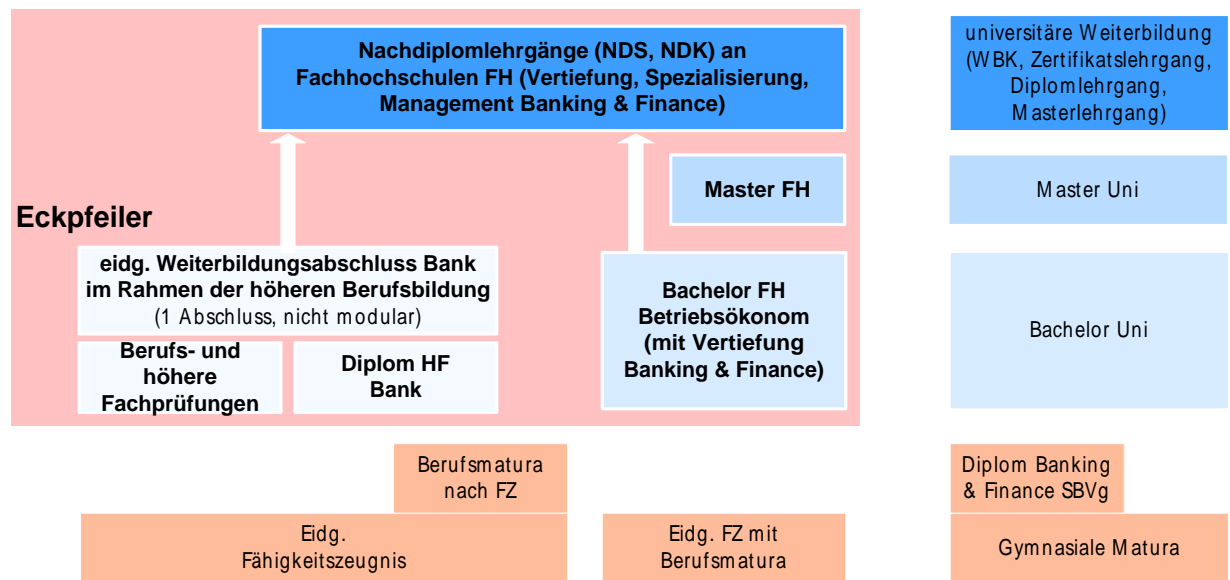 Nachdiplomlehrgänge (NDS, NDK) an
Fachhochschulen FH (Vertiefung, Spezialisierung,
Management Banking & Finance)
universitäre Weiterbildung
(WBK, Zertifikatslehrgang,
Diplomlehrgang,
Masterlehrgang)
Master FH
Master Uni
Eckpfeiler
eidg. Weiterbildungsabschluss Bank
im Rahmen der höheren Berufsbildung
(1 Abschluss, nicht modular)
Berufs- und
höhere
Fachprüfungen
Diplom HF
Bank
Bachelor FH
Betriebsökonom
(mit Vertiefung
Banking & Finance)
Bachelor Uni
Berufsmatura
nach FZ
Diplom Banking
& Finance SBVg
Eidg.
Fähigkeitszeugnis
Eidg. FZ mit
Berufsmatura
Gymnasiale Matura